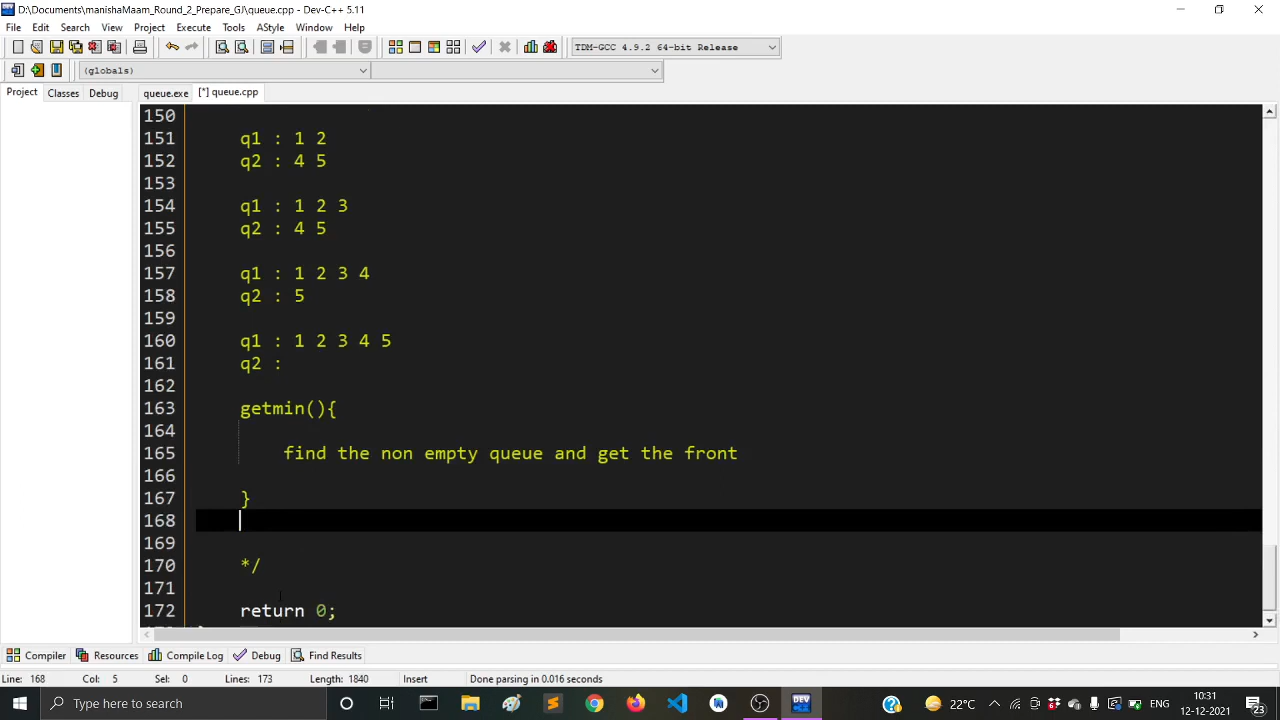 D:\Documents\manishaMaam_Round_2_Prepare_GJ\queue.cpp - Dev-C++ 5.11
File Edit Search View Project Execute Tools AStyle Window Help
TDM-GCC 4.9.2 64-bit Release
(globals)
Project Classes Debug queue.exe [*] queue.cpp
150
151 q1 : 1 2
152 q2 : 4 5
153
154 q1 : 1 2 3
155 q2 : 4 5
156
157 q1 : 1 2 3 4
158 q2 : 5
159
160 q1 : 1 2 3 4 5
161 q2 :
162
163 getmin(){
164
165 find the non empty queue and get the front
166
167 }
168
169
170 */
171
172 return 0;
Compiler Resources Compile Log Debug Find Results
Line: 168 Col: 5 Sel: 0 Lines: 173 Length: 1840 Insert Done parsing in 0.016 seconds
Type here to search
22°C ENG 10:31
12-12-2021 23